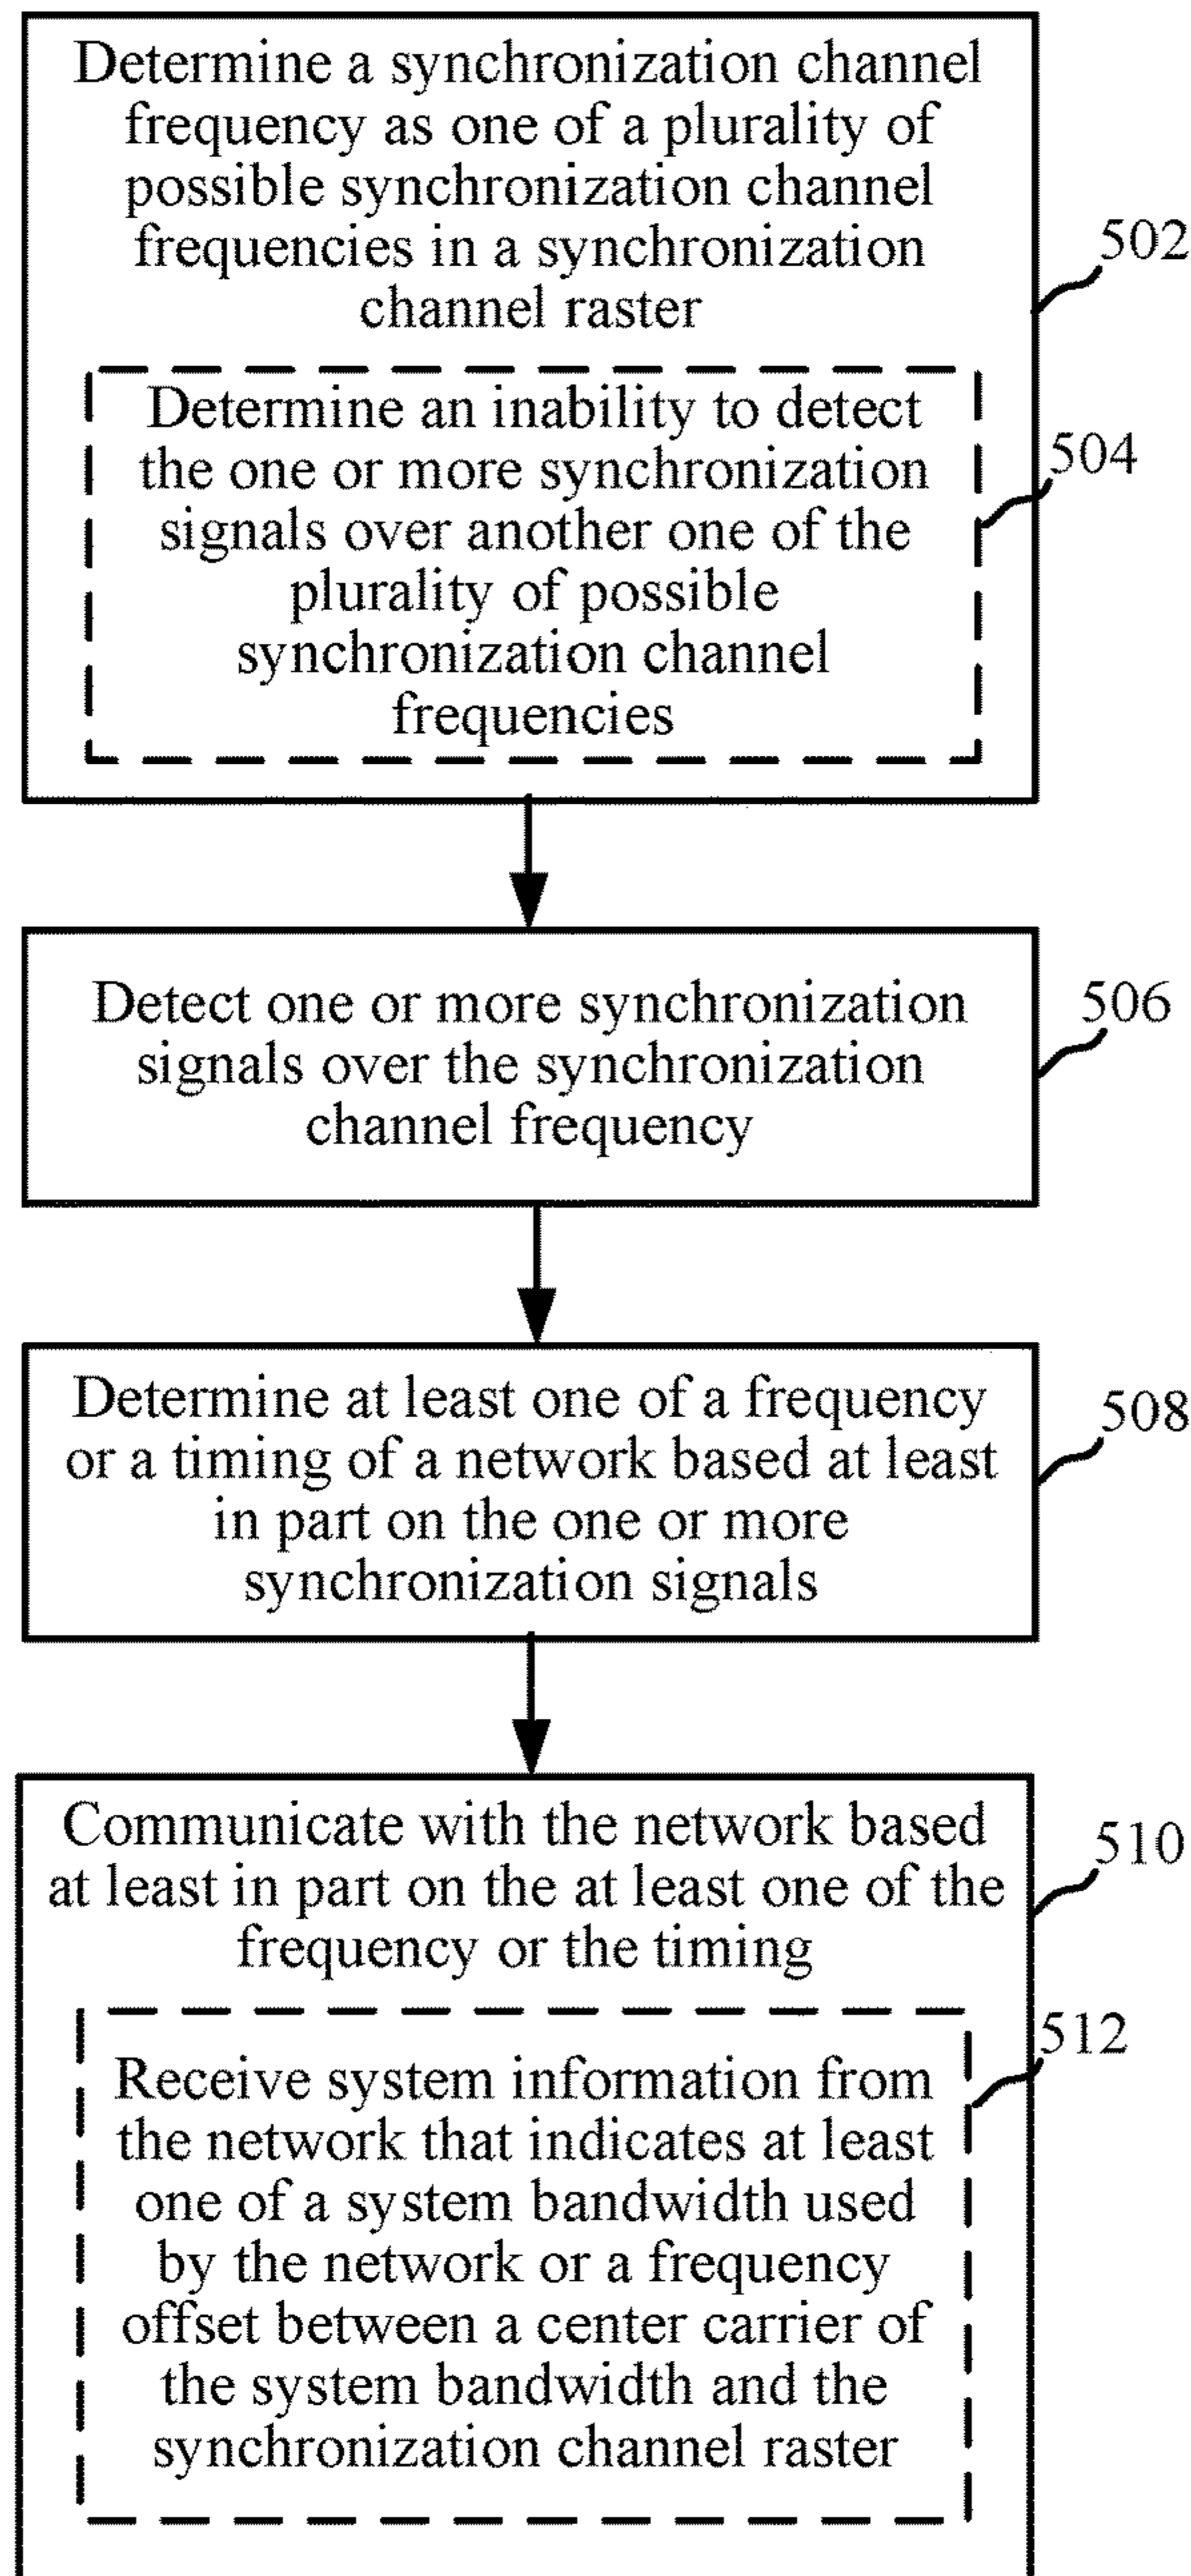 Determine a synchronization channel
frequency as one of a plurality of
possible synchronization channel
frequencies in a synchronization
channel raster
502
Determine an inability to detect
the one or more synchronization
signals over another one of the
plurality of possible
synchronization channel
frequencies
504
Detect one or more synchronization
signals over the synchronization
channel frequency
506
Determine at least one of a frequency
or a timing of a network based at least
in part on the one or more
synchronization signals
508
Communicate with the network based
at least in part on the at least one of the
frequency or the timing
510
Receive system information from
the network that indicates at least
one of a system bandwidth used
by the network or a frequency
offset between a center carrier of
the system bandwidth and the
synchronization channel raster
512